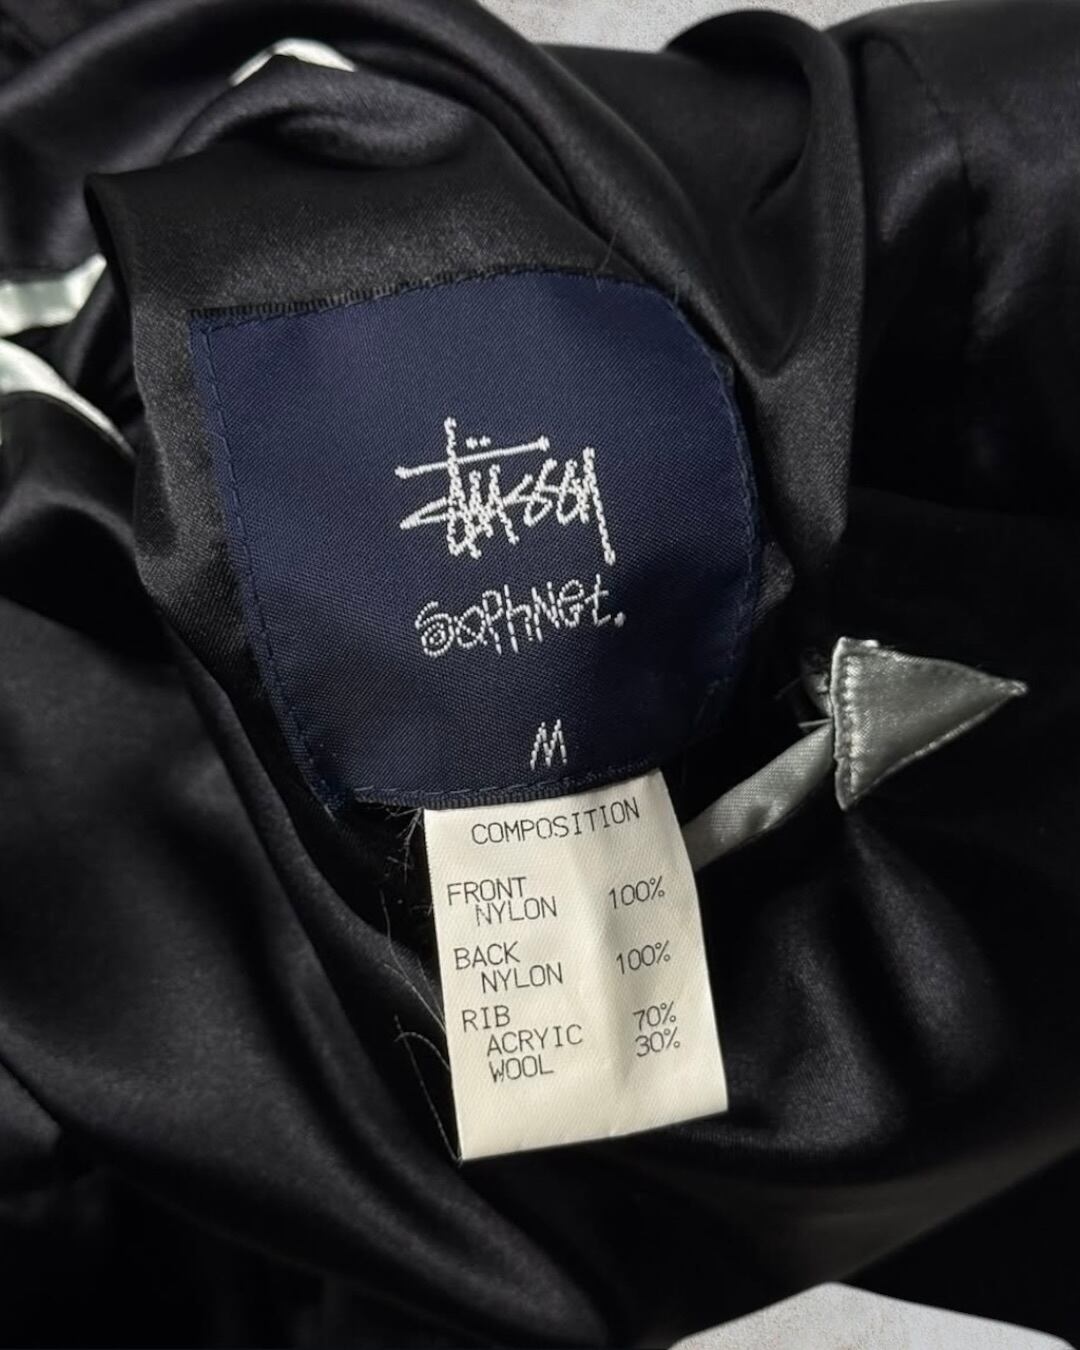 Stüssy
SOPhNet.
M
COMPOSITION
FRONT
NYLON 100%
BACK
NYLON 100%
RIB
ACRYIC 70%
WOOL 30%